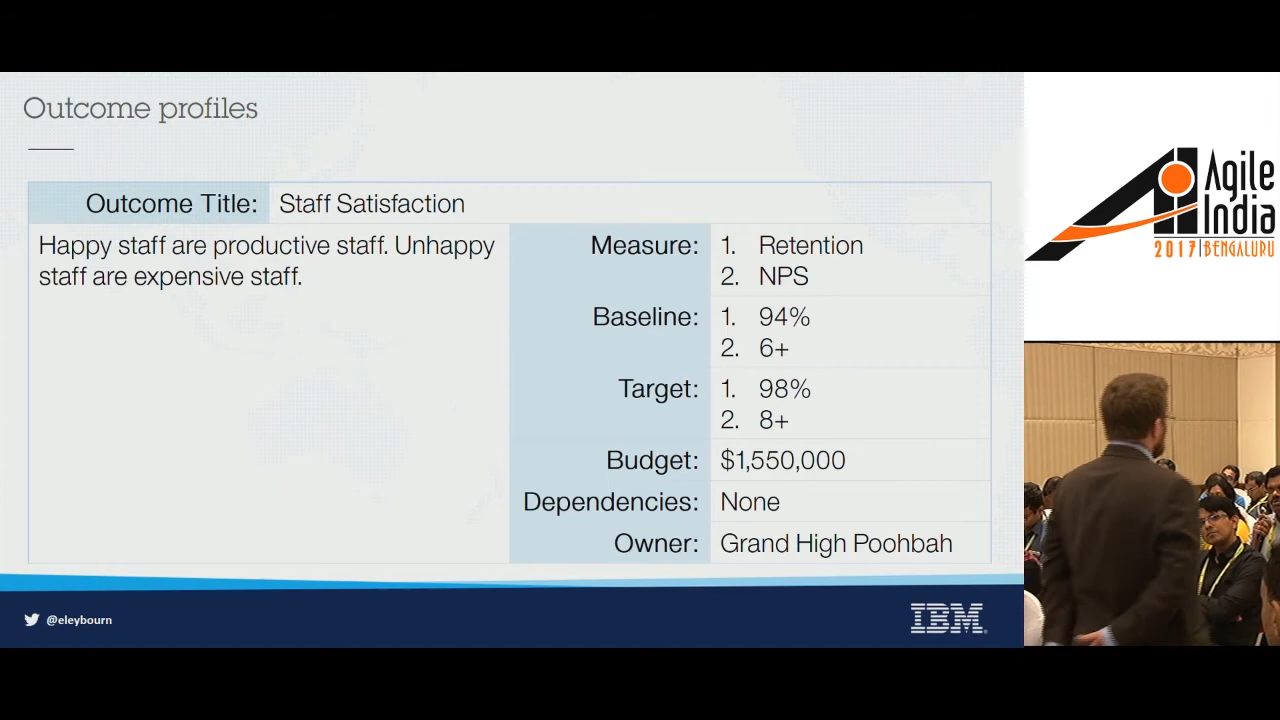 Outcome profiles
Outcome Title: Staff Satisfaction
Happy staff are productive staff. Unhappy
staff are expensive staff.
Measure: 1. Retention
2. NPS
Baseline: 1. 94%
2. 6+
Target: 1. 98%
2. 8+
Budget: $1,550,000
Dependencies: None
Owner: Grand High Poohbah
@eleybourn
IBM
Agile
India
2017 | BENGALURU